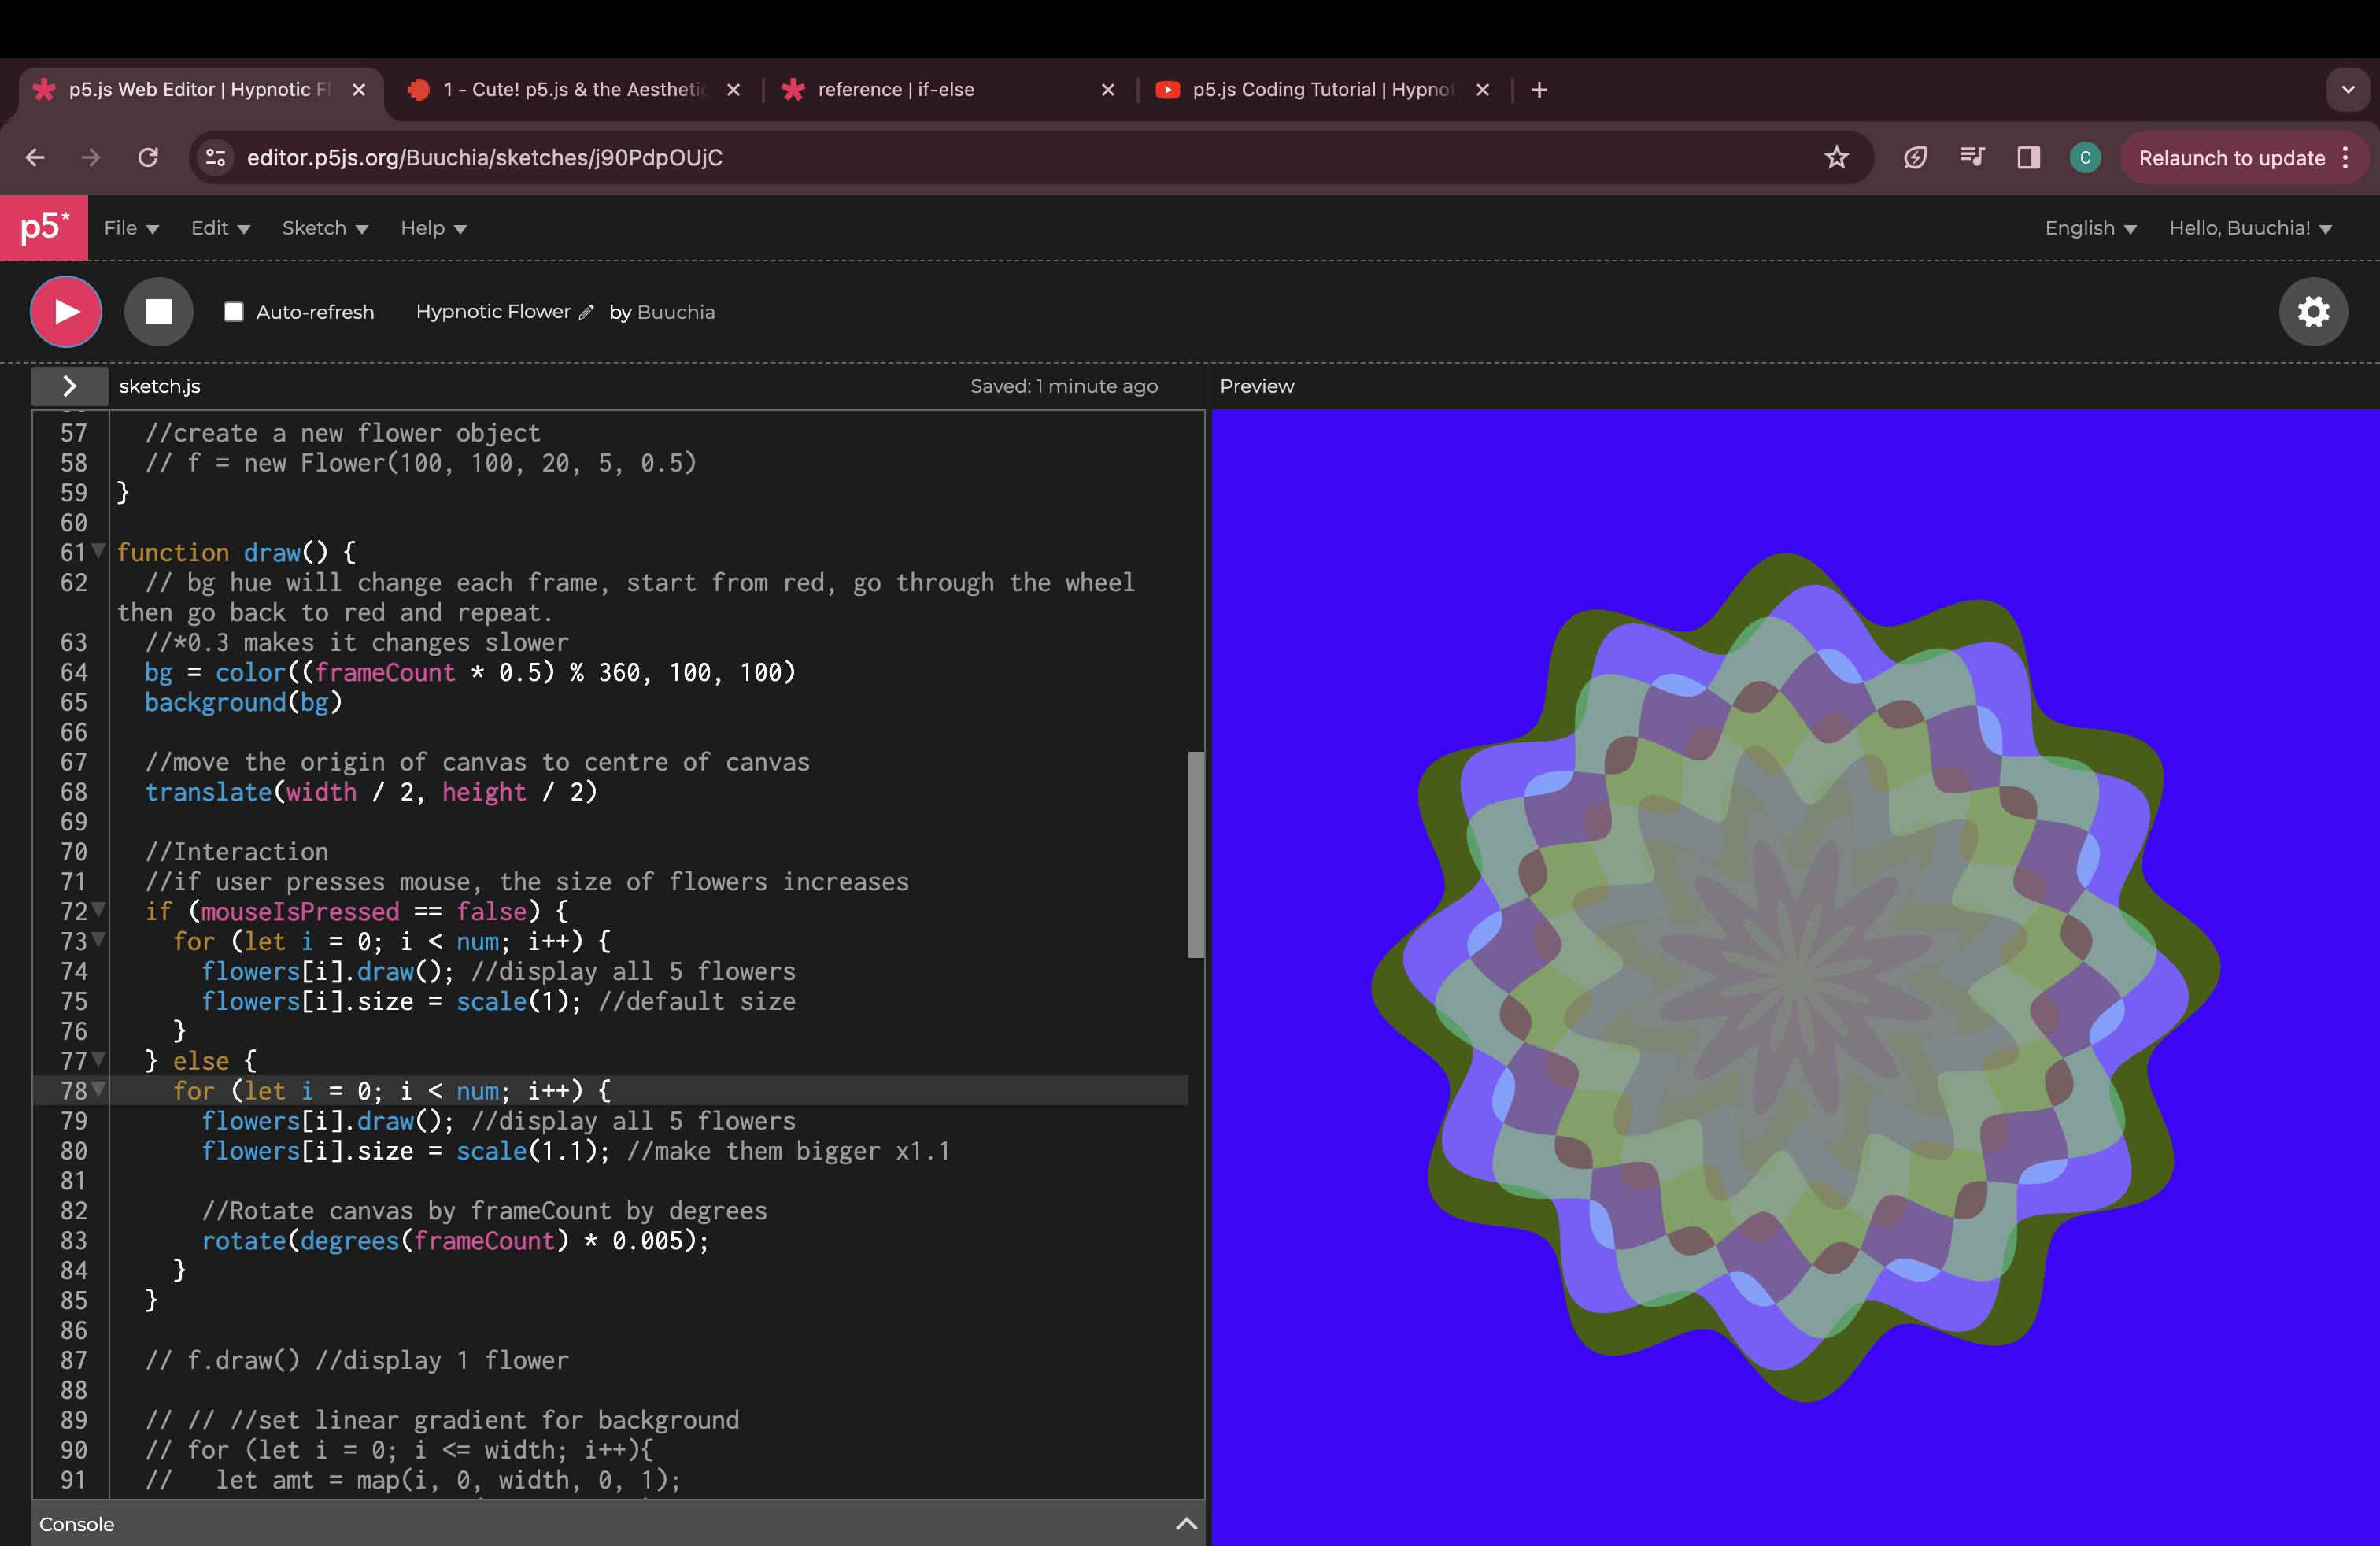 p5.js Web Editor | Hypnotic Fl
1 - Cute! p5.js & the Aesthetic
reference | if-else
p5.js Coding Tutorial | Hypnot
editor.p5js.org/Buuchia/sketches/j90PdpOUjC
C
Relaunch to update
p5*
File
Edit
Sketch
Help
English
Hello, Buuchia!
Auto-refresh
Hypnotic Flower
by Buuchia
sketch.js
Saved: 1 minute ago
Preview
57 //create a new flower object
58 // f = new Flower(100, 100, 20, 5, 0.5)
59 }
60
61 function draw() {
62 // bg hue will change each frame, start from red, go through the wheel
then go back to red and repeat.
63 //*0.3 makes it changes slower
64 bg = color((frameCount * 0.5) % 360, 100, 100)
65 background(bg)
66
67 //move the origin of canvas to centre of canvas
68 translate(width / 2, height / 2)
69
70 //Interaction
71 //if user presses mouse, the size of flowers increases
72 if (mouseIsPressed == false) {
73 for (let i = 0; i < num; i++) {
74 flowers[i].draw(); //display all 5 flowers
75 flowers[i].size = scale(1); //default size
76 }
77 } else {
78 for (let i = 0; i < num; i++) {
79 flowers[i].draw(); //display all 5 flowers
80 flowers[i].size = scale(1.1); //make them bigger x1.1
81
82 //Rotate canvas by frameCount by degrees
83 rotate(degrees(frameCount) * 0.005);
84 }
85 }
86
87 // f.draw() //display 1 flower
88
89 // // //set linear gradient for background
90 // for (let i = 0; i <= width; i++){
91 // let amt = map(i, 0, width, 0, 1);
Console